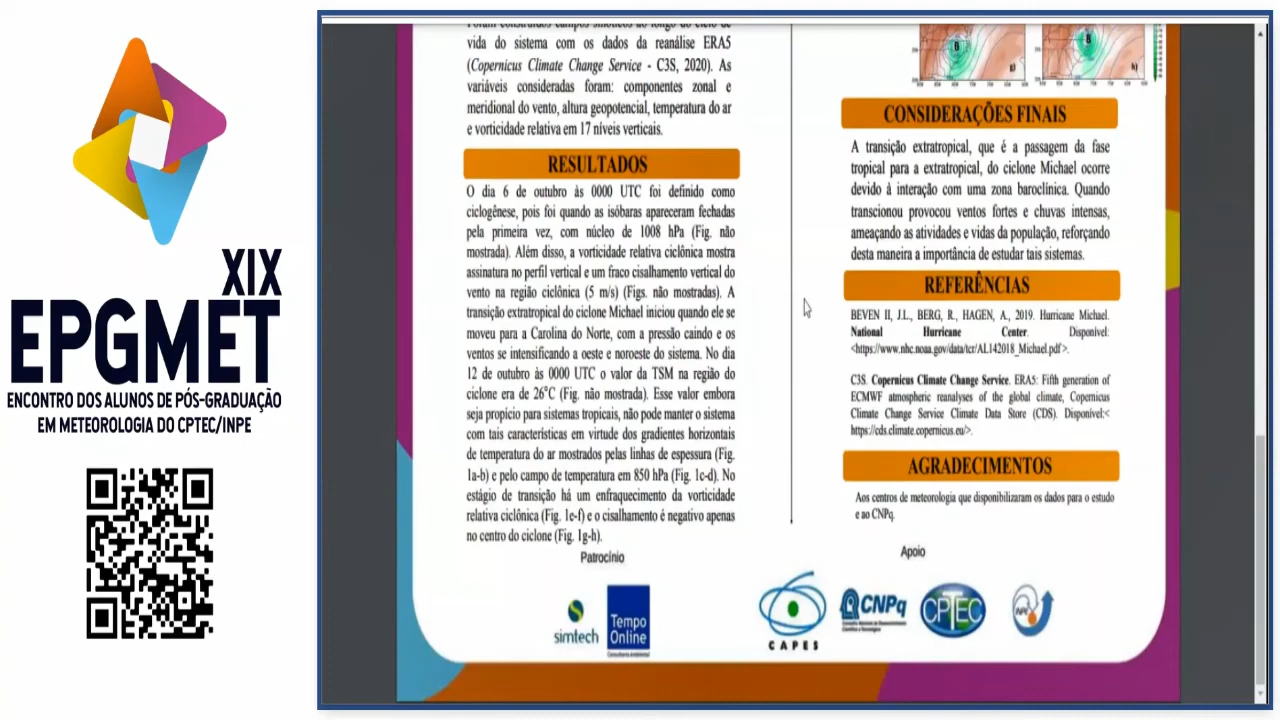 XIX
EPGMET
ENCONTRO DOS ALUNOS DE PÓS-GRADUAÇÃO
EM METEOROLOGIA DO CPTEC/INPE
Foram construídos campos sinóticos ao longo do ciclo de
vida do sistema com os dados da reanálise ERA5
(Copernicus Climate Change Service - C3S, 2020). As
variáveis consideradas foram: componentes zonal e
meridional do vento, altura geopotencial, temperatura do ar
e vorticidade relativa em 17 níveis verticais.
RESULTADOS
O dia 6 de outubro às 0000 UTC foi definido como
ciclogênese, pois foi quando as isóbaras apareceram fechadas
pela primeira vez, com núcleo de 1008 hPa (Fig. não
mostrada). Além disso, a vorticidade relativa ciclônica mostra
assinatura no perfil vertical e um fraco cisalhamento vertical do
vento na região ciclônica (5 m/s) (Figs. não mostradas). A
transição extratropical do ciclone Michael iniciou quando ele se
moveu para a Carolina do Norte, com a pressão caindo e os
ventos se intensificando a oeste e noroeste do sistema. No dia
12 de outubro às 0000 UTC o valor da TSM na região do
ciclone era de 26°C (Fig. não mostrada). Esse valor embora
seja propício para sistemas tropicais, não pode manter o sistema
com tais características em virtude dos gradientes horizontais
de temperatura do ar mostrados pelas linhas de espessura (Fig.
1a-b) e pelo campo de temperatura em 850 hPa (Fig. 1c-d). No
estágio de transição há um enfraquecimento da vorticidade
relativa ciclônica (Fig. 1e-f) e o cisalhamento é negativo apenas
no centro do ciclone (Fig. 1g-h).
Patrocínio
simtech
Tempo
Online
B
g)
B
h)
CONSIDERAÇÕES FINAIS
A transição extratropical, que é a passagem da fase
tropical para a extratropical, do ciclone Michael ocorre
devido à interação com uma zona baroclínica. Quando
transcionou provocou ventos fortes e chuvas intensas,
ameaçando as atividades e vidas da população, reforçando
desta maneira a importância de estudar tais sistemas.
REFERÊNCIAS
BEVEN II, J.L., BERG, R., HAGEN, A., 2019. Hurricane Michael.
National Hurricane Center. Disponivel:
<https://www.nhc.noaa.gov/data/tcr/AL142018_Michael.pdf>.
C3S. Copernicus Climate Change Service. ERA5: Fifth generation of
ECMWF atmospheric reanalyses of the global climate, Copernicus
Climate Change Service Climate Data Store (CDS). Disponível:<
https://cds.climate.copernicus.eu/>.
AGRADECIMENTOS
Aos centros de meteorologia que disponibilizaram os dados para o estudo
e ao CNPq.
Apoio
CAPES
CNPq
CPTEC
INPE